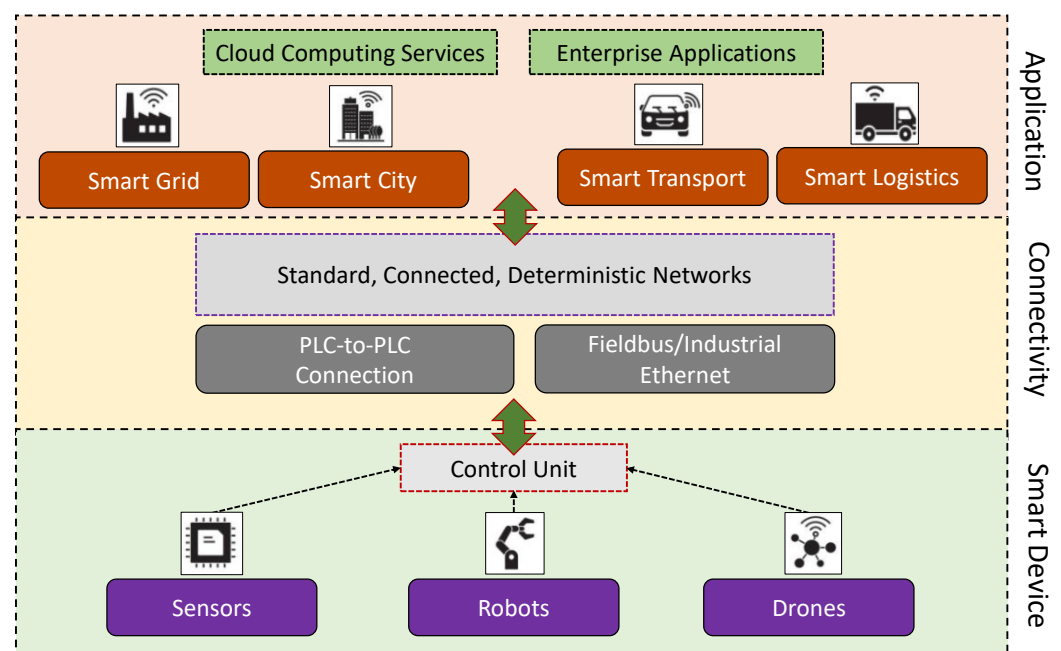 Cloud Computing Services
Enterprise Applications
Smart Grid
Smart City
Smart Transport
Smart Logistics
Application
Standard, Connected, Deterministic Networks
PLC-to-PLC
Connection
Fieldbus/Industrial
Ethernet
Connectivity
Control Unit
Sensors
Robots
Drones
Smart Device